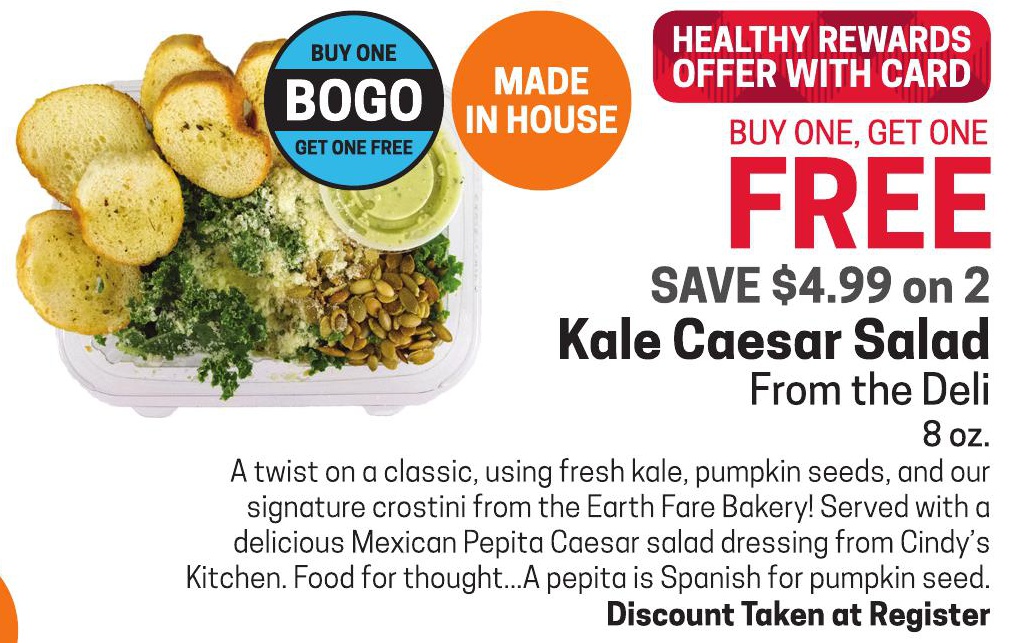 BUY ONE
BOGO
GET ONE FREE
MADE
IN HOUSE
HEALTHY REWARDS
OFFER WITH CARD
BUY ONE, GET ONE
FREE
SAVE $4.99 on 2
Kale Caesar Salad
From the Deli
8 oz.
A twist on a classic, using fresh kale, pumpkin seeds, and our
signature crostini from the Earth Fare Bakery! Served with a
delicious Mexican Pepita Caesar salad dressing from Cindy's
Kitchen. Food for thought...A pepita is Spanish for pumpkin seed.
Discount Taken at Register